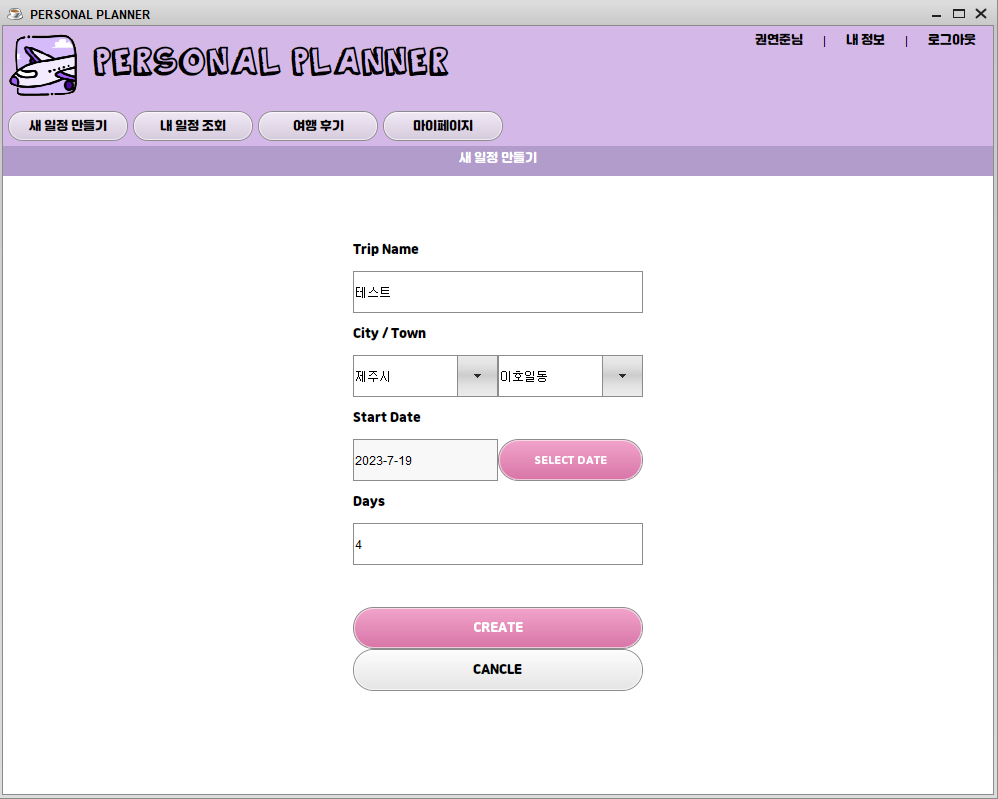 PERSONAL PLANNER
PERSONAL PLANNER
권연준님 | 내 정보 | 로그아웃
새 일정 만들기 내 일정 조회 여행 후기 마이페이지
새 일정 만들기
Trip Name
테스트
City / Town
제주시 이호일동
Start Date
2023-7-19 SELECT DATE
Days
4
CREATE
CANCLE